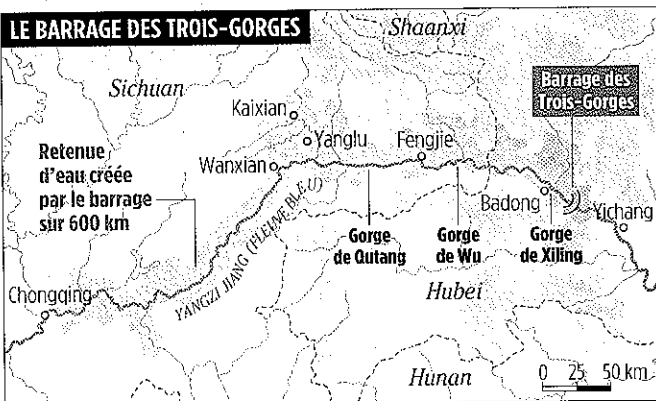 LE BARRAGE DES TROIS-GORGES
Shaanxi
Sichuan
Barrage des
Trois-Gorges
Kaixian
Yanglu
Fengjie
Retenue
d'eau créée
par le barrage
sur 600 km
Wanxian
Badong
Yichang
YANGZI JIANG (FLEUVE BLEU)
Gorge
de Qutang
Gorge
de Wu
Gorge
de Xiling
Chongqing
Hubei
Hunan
0 25 50 km